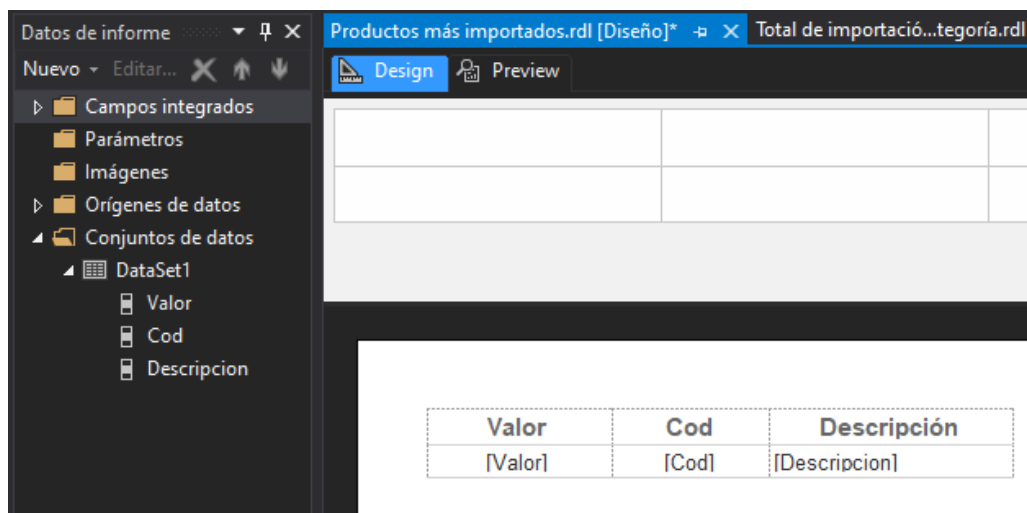 Datos de informe
Nuevo Editar...
Campos integrados
Parámetros
Imágenes
Orígenes de datos
Conjuntos de datos
DataSet1
Valor
Cod
Descripcion
Productos más importados.rdl [Diseño]* Total de importació...tegoría.rdl
Design Preview
Valor Cod Descripción
[Valor] [Cod] [Descripcion]